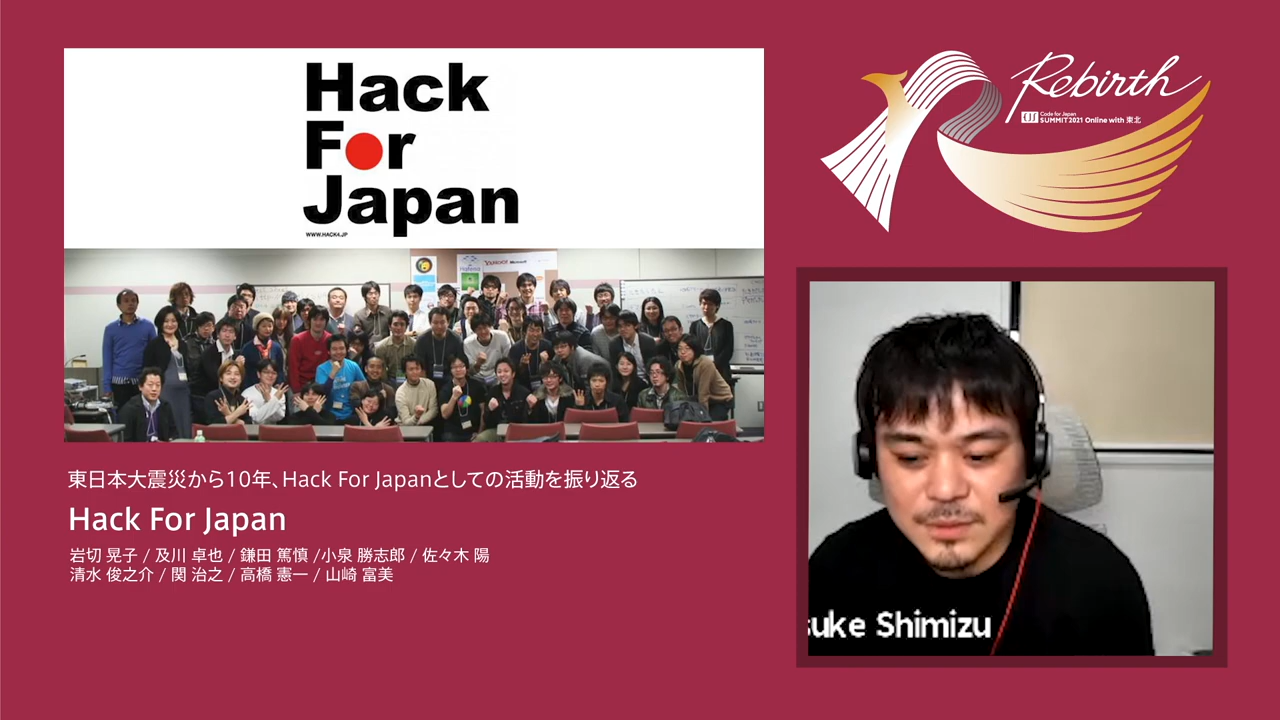 Hack
For
Japan
WWW.HACK4.JP
YAHOO!
Microsoft
東日本大震災から10年、Hack For Japanとしての活動を振り返る
Hack For Japan
岩切 晃子 / 及川 卓也 / 鎌田 篤慎 /小泉 勝志郎 / 佐々木 陽
清水 俊之介 / 関 治之 / 高橋 憲一 / 山崎 富美
Rebirth
Code for Japan
SUMMIT2021 Online with 東北
suke Shimizu